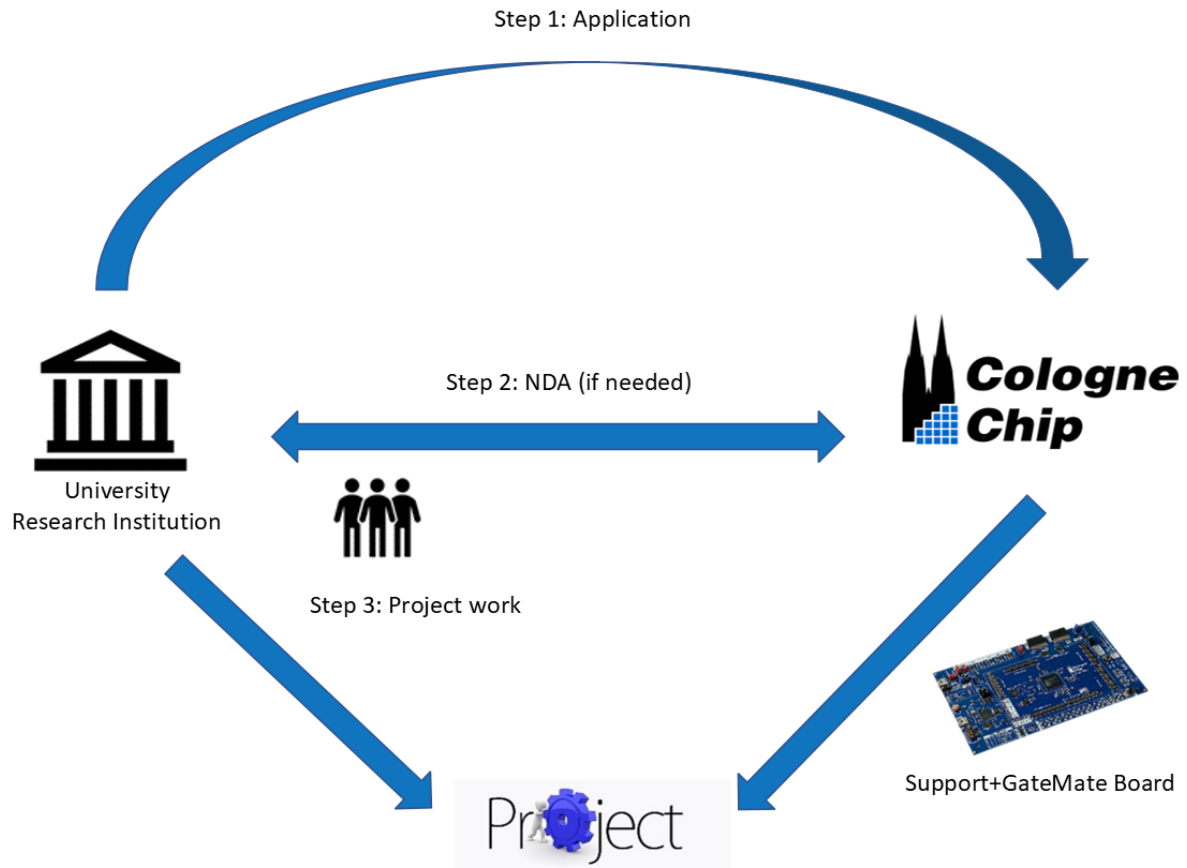 Step 1: Application
Cologne
Chip
Step 2: NDA (if needed)
University
Research Institution
Step 3: Project work
Support+GateMate Board
Project